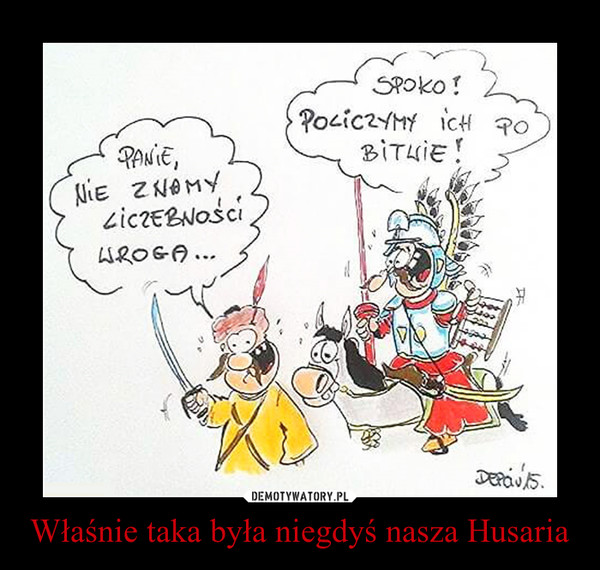 PANIE,
NIE ZNAMY
LICZEBNOŚCI
WROGA...
SPOKO!
POLICZYMY ICH PO
BITWIE!
DEPCIU'15.
DEMOTYWATORY.PL
Właśnie taka była niegdyś nasza Husaria